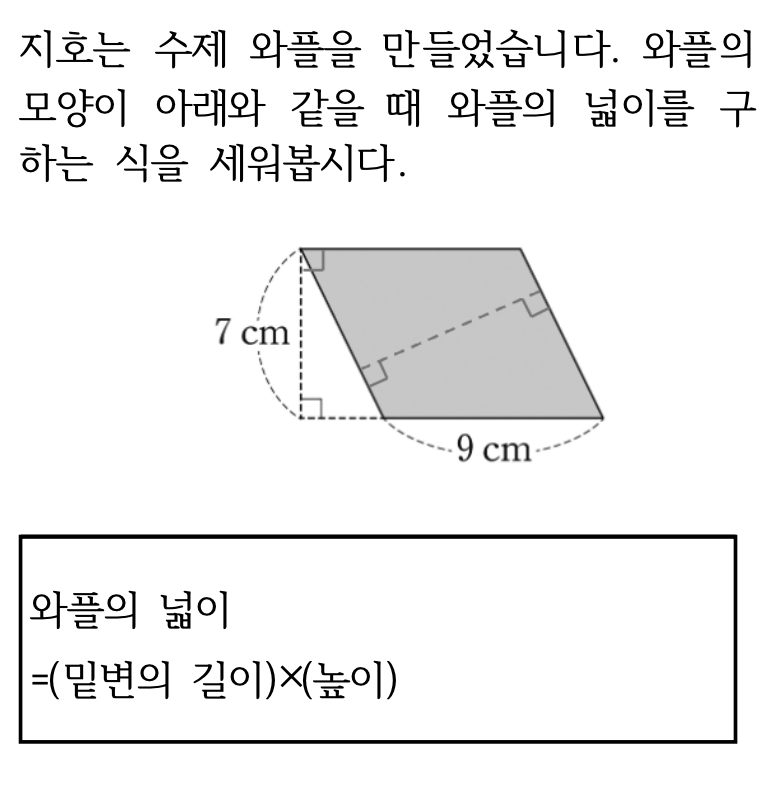 지호는 수제 와플을 만들었습니다. 와플의
모양이 아래와 같을 때 와플의 넓이를 구
하는 식을 세워봅시다.
7 cm
9 cm
와플의 넓이
=(밑변의 길이)×(높이)